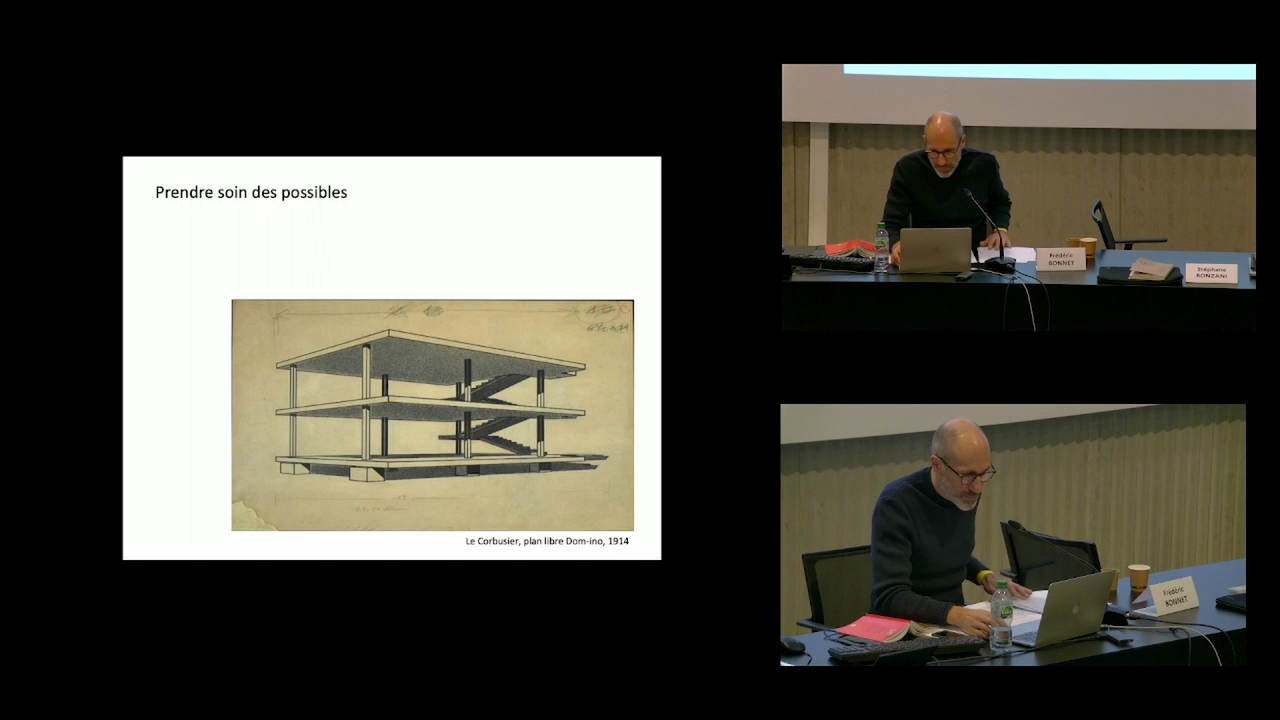 Prendre soin des possibles
Le Corbusier, plan libre Dom-ino, 1914
Frédéric
BONNET
Stéphane
BONZANI
Frédéric
BONNET